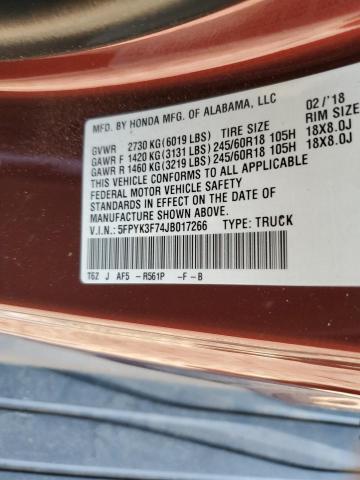 MFD. BY HONDA MFG. OF ALABAMA, LLC 02/'18
GVWR 2730 KG(6019 LBS) TIRE SIZE RIM SIZE
GAWR F 1420 KG(3131 LBS) 245/60R18 105H 18X8.0J
GAWR R 1460 KG(3219 LBS) 245/60R18 105H 18X8.0J
THIS VEHICLE CONFORMS TO ALL APPLICABLE
FEDERAL MOTOR VEHICLE SAFETY
STANDARDS IN EFFECT ON THE DATE OF
MANUFACTURE SHOWN ABOVE.
V.I.N.: 5FPYK3F74JB017266 TYPE: TRUCK
T6Z J AF5 -R561P -F -B